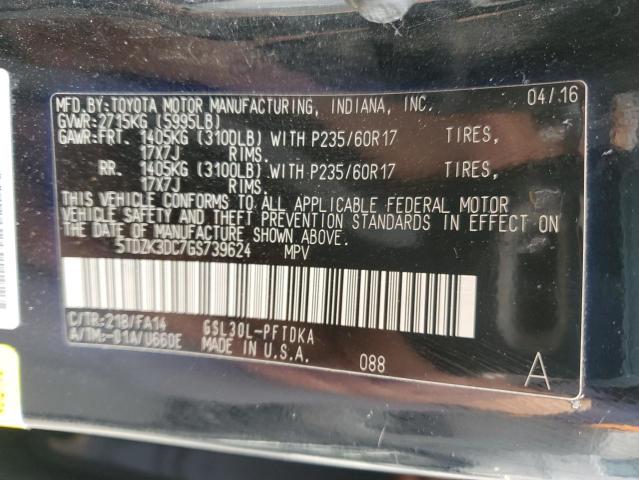 MFD.BY:TOYOTA MOTOR MANUFACTURING, INDIANA, INC. 04/16
GVWR:2715KG (5995LB)
GAWR:FRT. 1405KG (3100LB) WITH P235/60R17 TIRES,
17X7J RIMS.
RR. 1405KG (3100LB) WITH P235/60R17 TIRES,
17X7J RIMS.
THIS VEHICLE CONFORMS TO ALL APPLICABLE FEDERAL MOTOR
VEHICLE SAFETY AND THEFT PREVENTION STANDARDS IN EFFECT ON
THE DATE OF MANUFACTURE SHOWN ABOVE.
5TDZK3DC7GS739624 MPV
C/TR:21B/FA14 GSL30L-PFTDKA
A/TM:-01A/U660E MADE IN U.S.A.
088 A